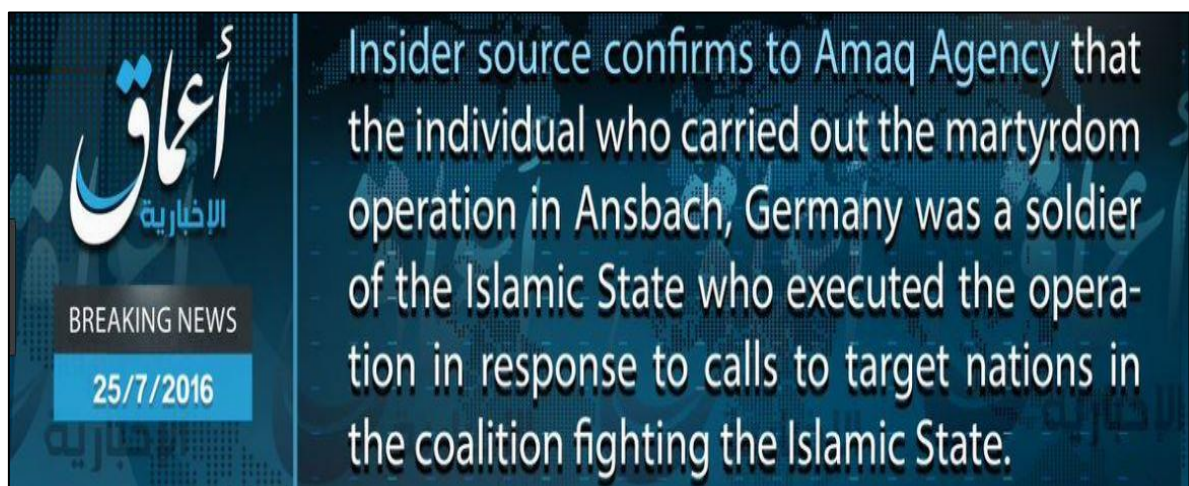 أعماق
الإخبارية
BREAKING NEWS
25/7/2016
Insider source confirms to Amaq Agency that
the individual who carried out the martyrdom
operation in Ansbach, Germany was a soldier
of the Islamic State who executed the opera-
tion in response to calls to target nations in
the coalition fighting the Islamic State.